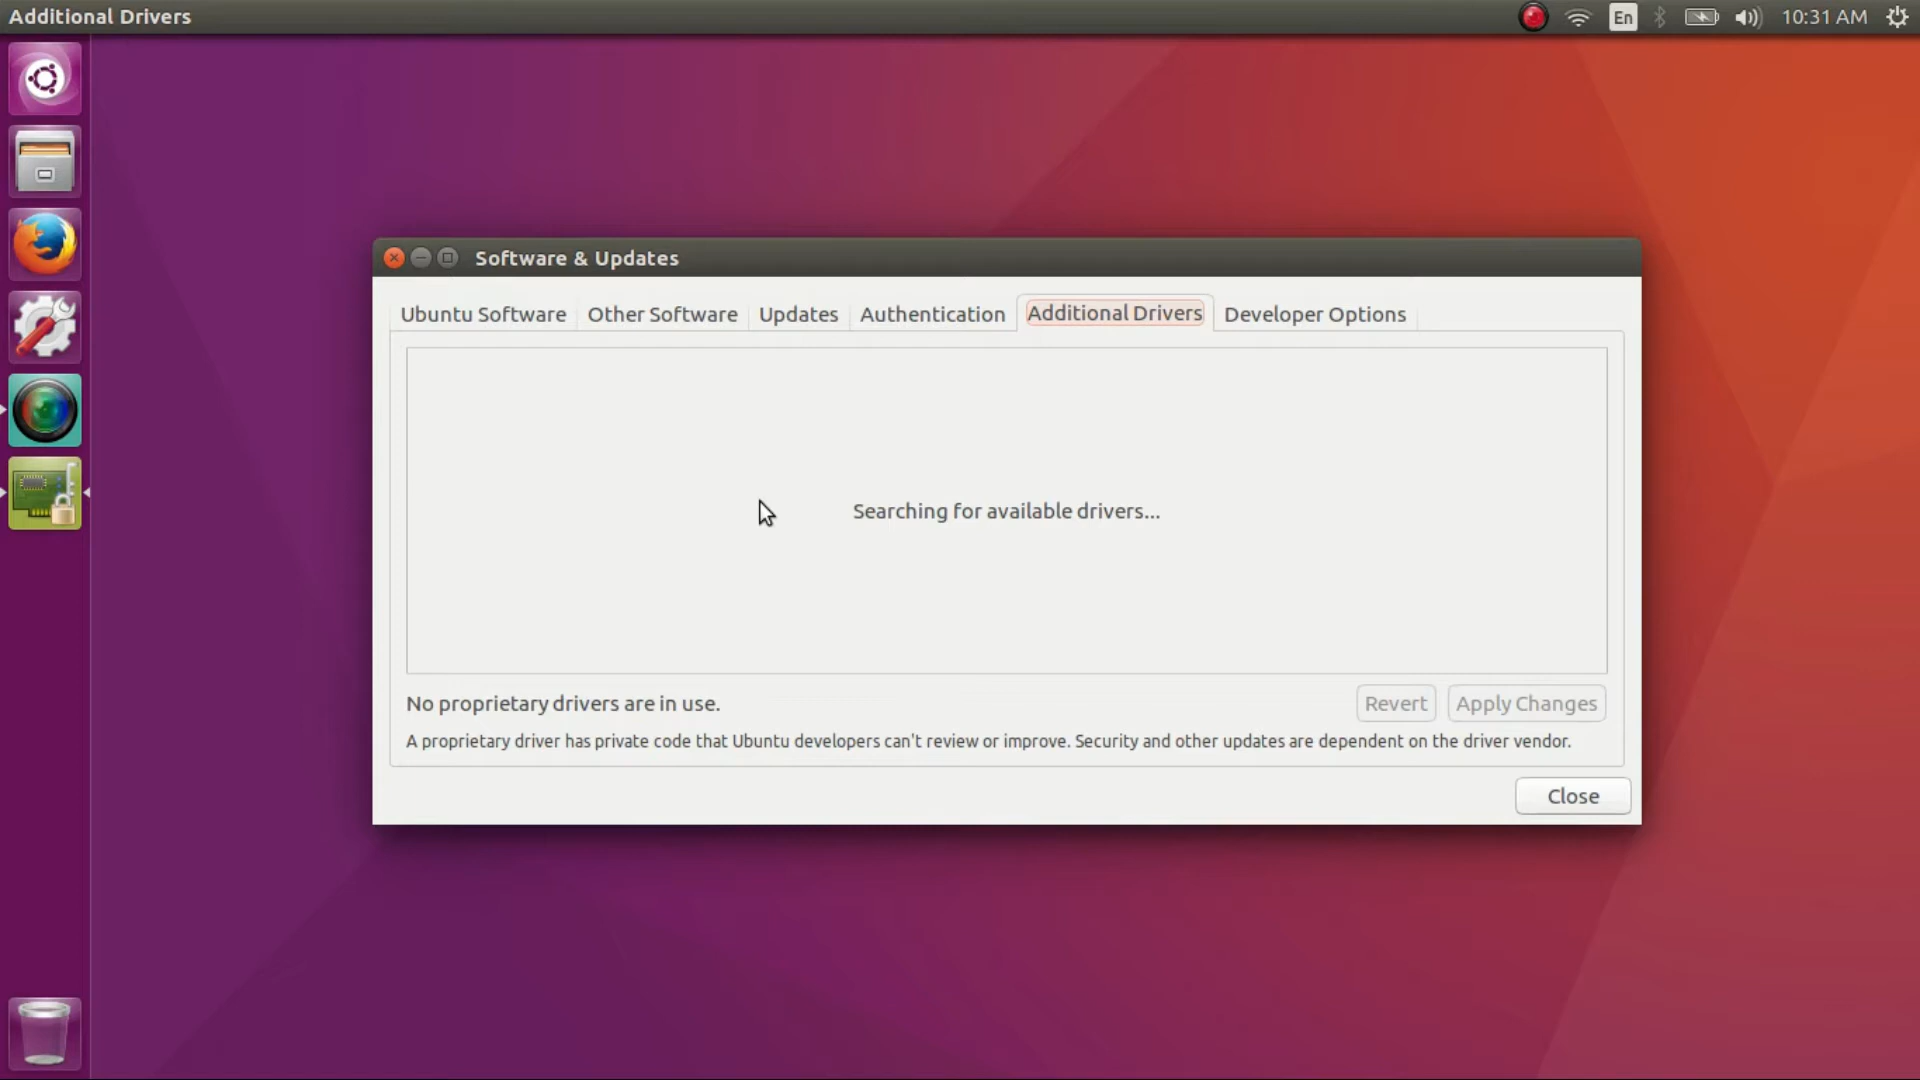 Additional Drivers
En
10:31 AM
Software & Updates
Ubuntu Software
Other Software
Updates
Authentication
Additional Drivers
Developer Options
Searching for available drivers...
No proprietary drivers are in use.
Revert
Apply Changes
A proprietary driver has private code that Ubuntu developers can't review or improve. Security and other updates are dependent on the driver vendor.
Close